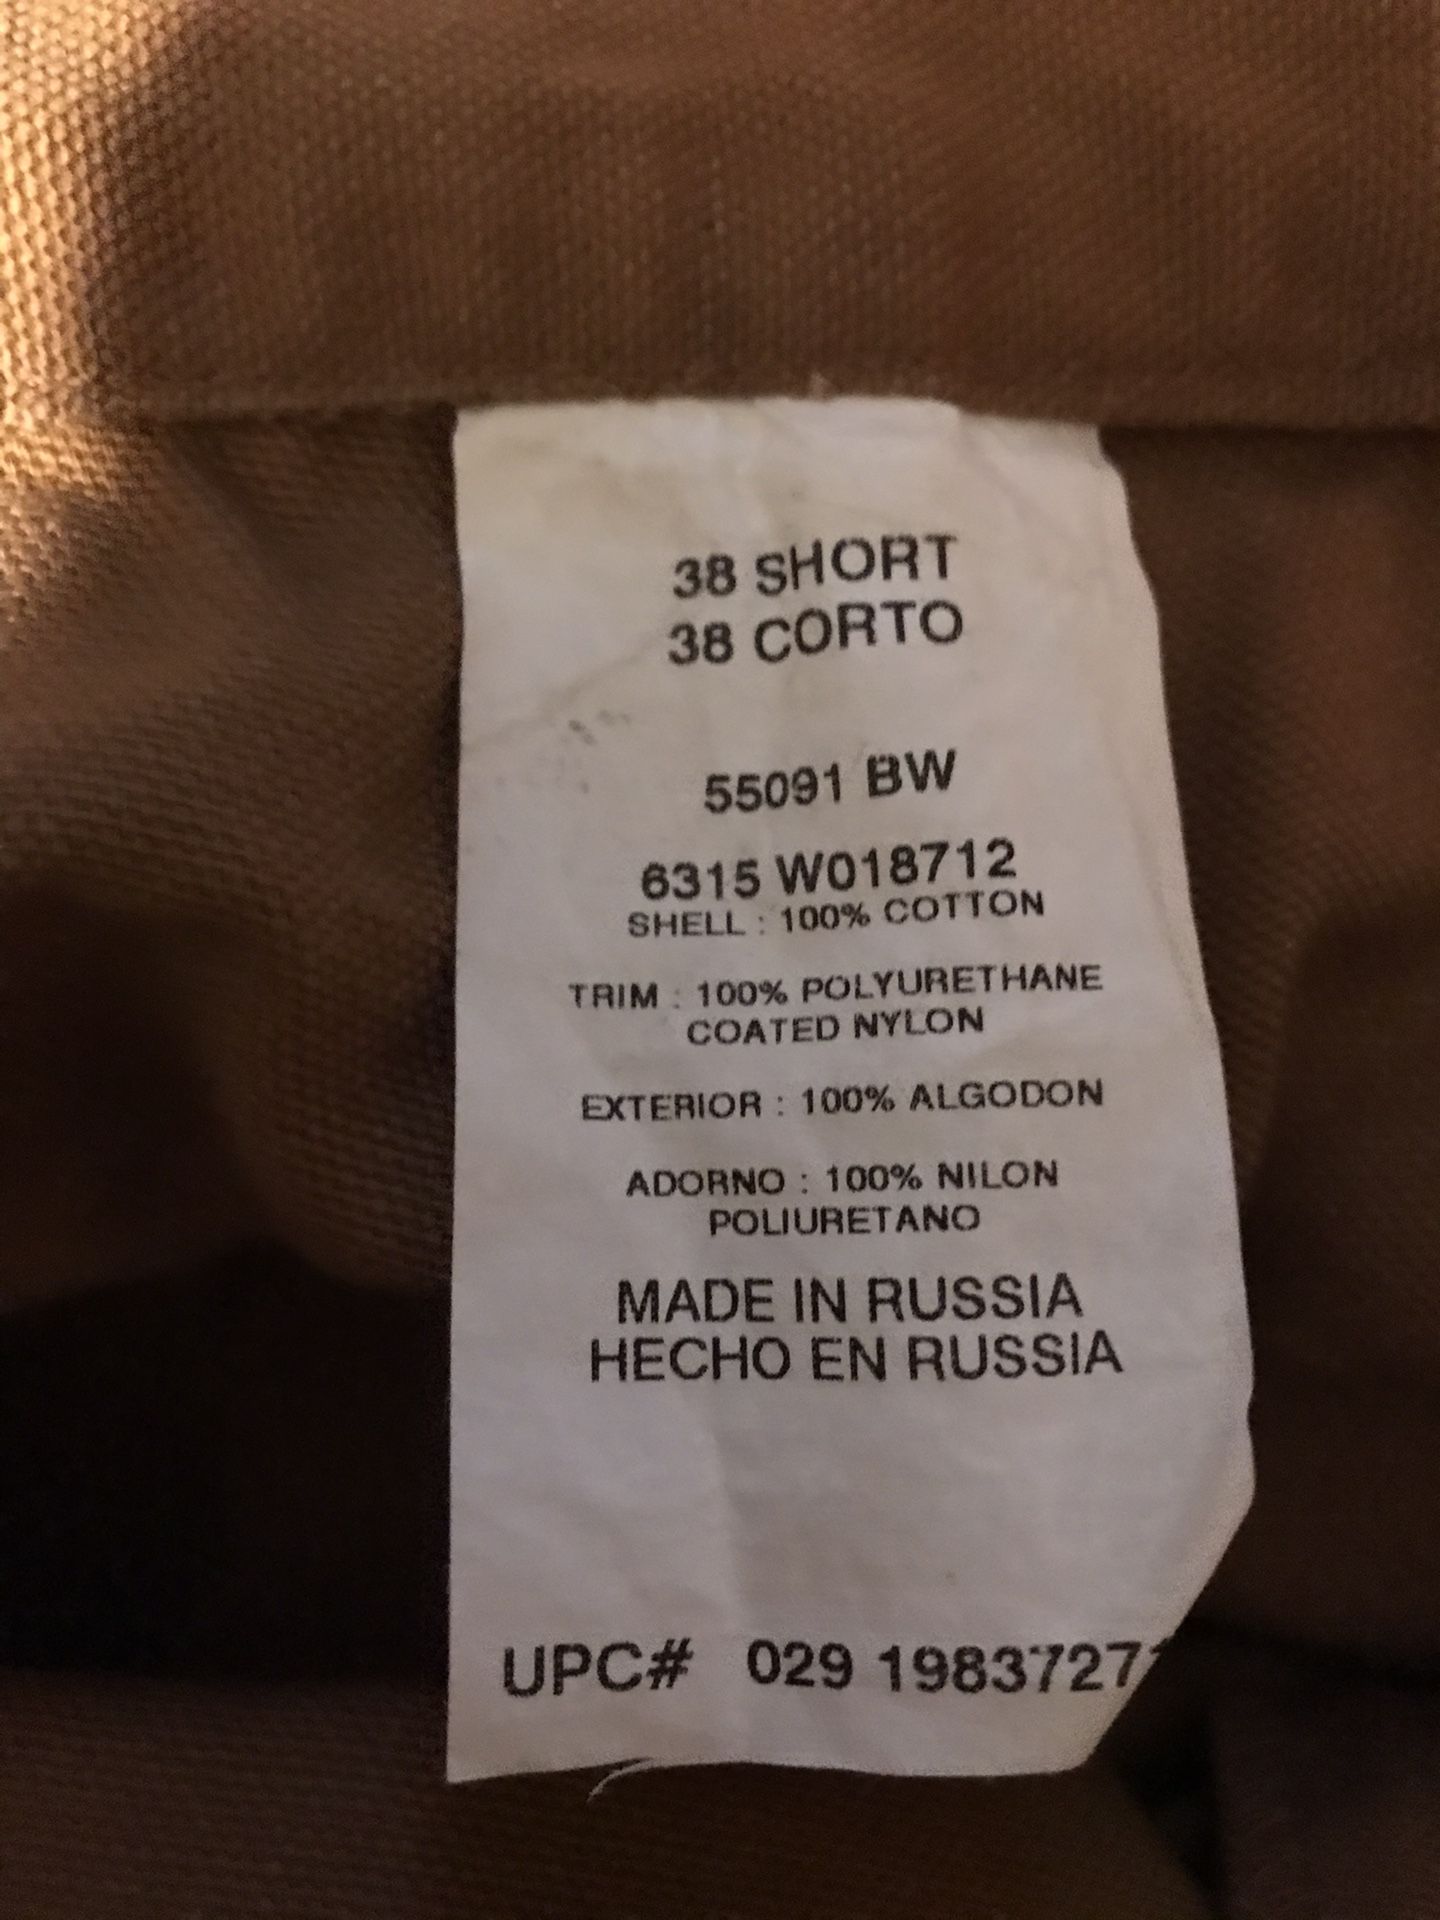 38 SHORT
38 CORTO
55091 BW
6315 W018712
SHELL : 100% COTTON
TRIM : 100% POLYURETHANE
COATED NYLON
EXTERIOR : 100% ALGODON
ADORNO : 100% NILON
POLIURETANO
MADE IN RUSSIA
HECHO EN RUSSIA
UPC# 029